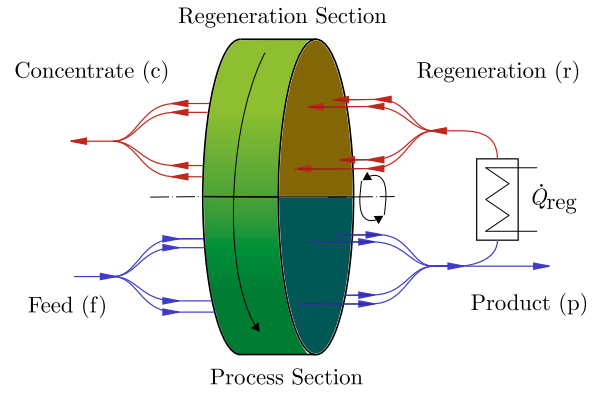 Regeneration Section
Concentrate (c)
Regeneration (r)
Q̇reg
Feed (f)
Product (p)
Process Section